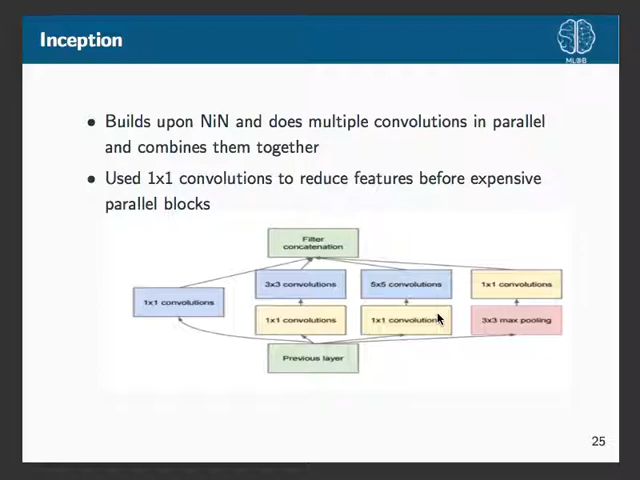 Inception
ML@B
• Builds upon NiN and does multiple convolutions in parallel
and combines them together
• Used 1x1 convolutions to reduce features before expensive
parallel blocks
Filter
concatenation
3x3 convolutions
5x5 convolutions
1x1 convolutions
1x1 convolutions
1x1 convolutions
1x1 convolutions
3x3 max pooling
Previous layer
25